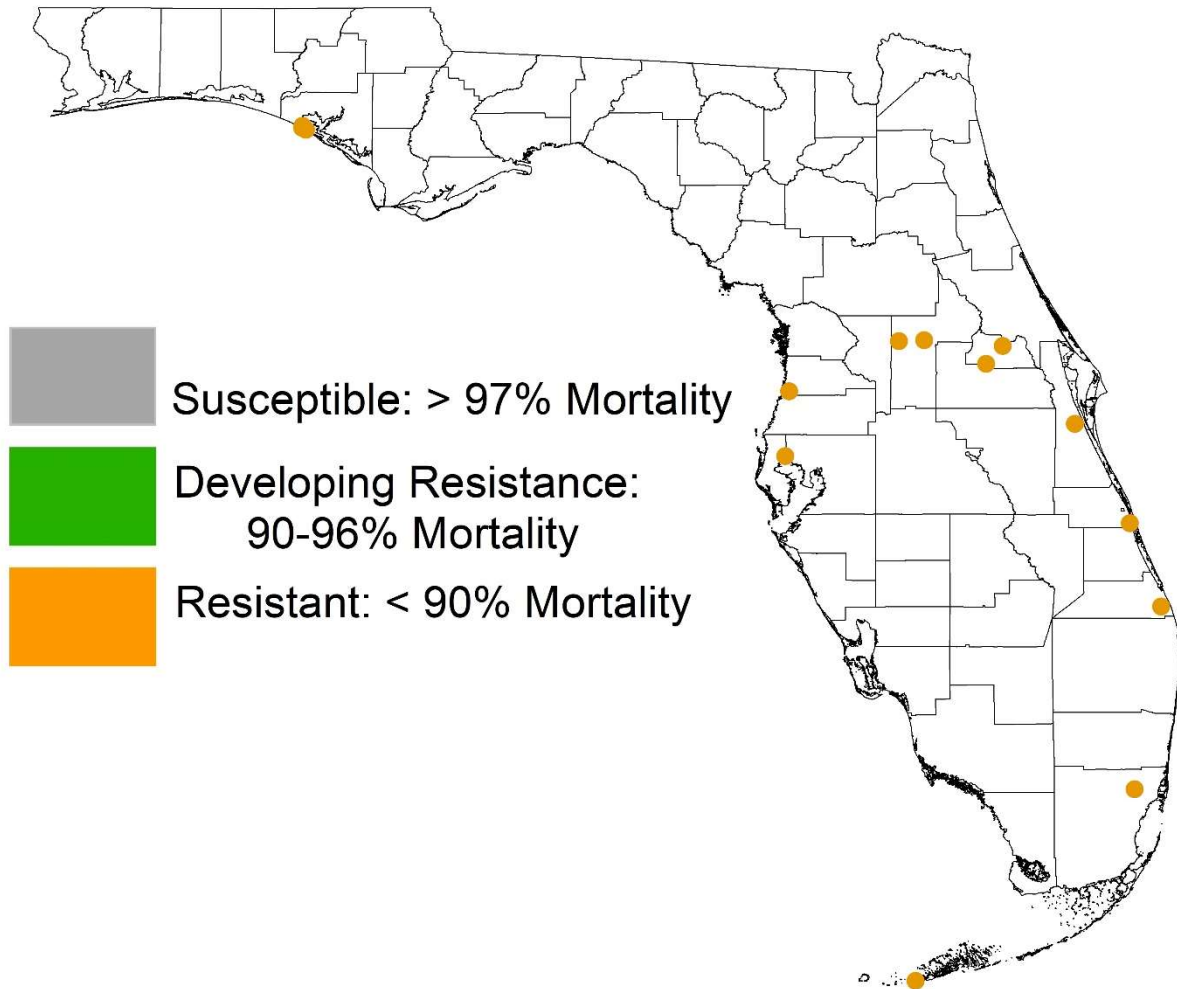 Susceptible: > 97% Mortality
Developing Resistance:
90-96% Mortality
Resistant: < 90% Mortality